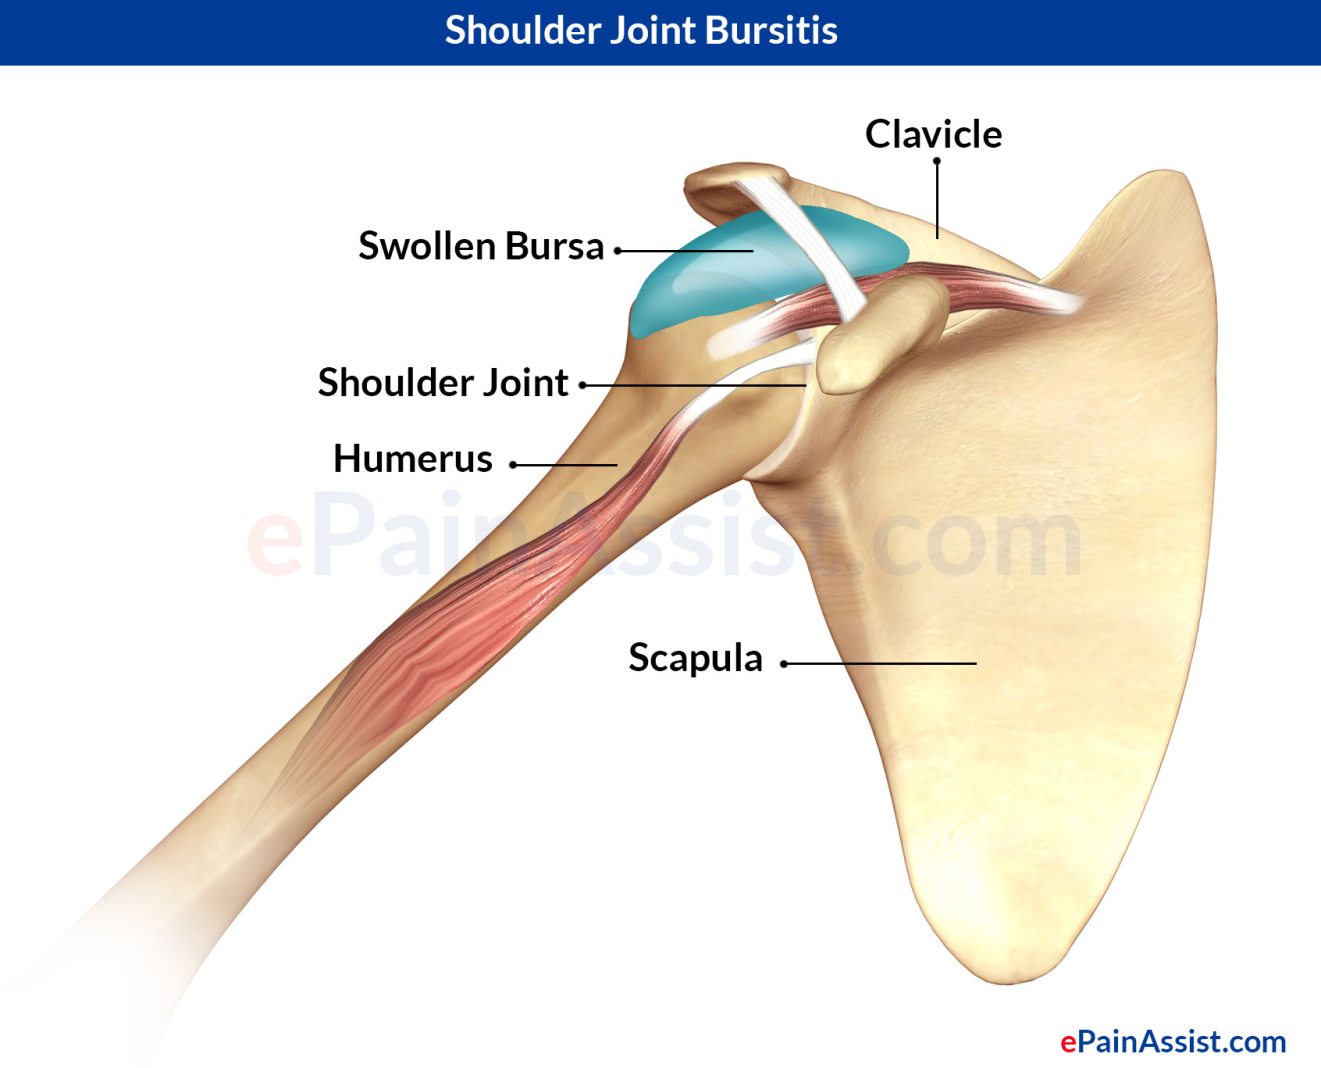 Shoulder Joint Bursitis
Clavicle
Swollen Bursa
Shoulder Joint
Humerus
ePainAssist.com
Scapula
ePainAssist.com